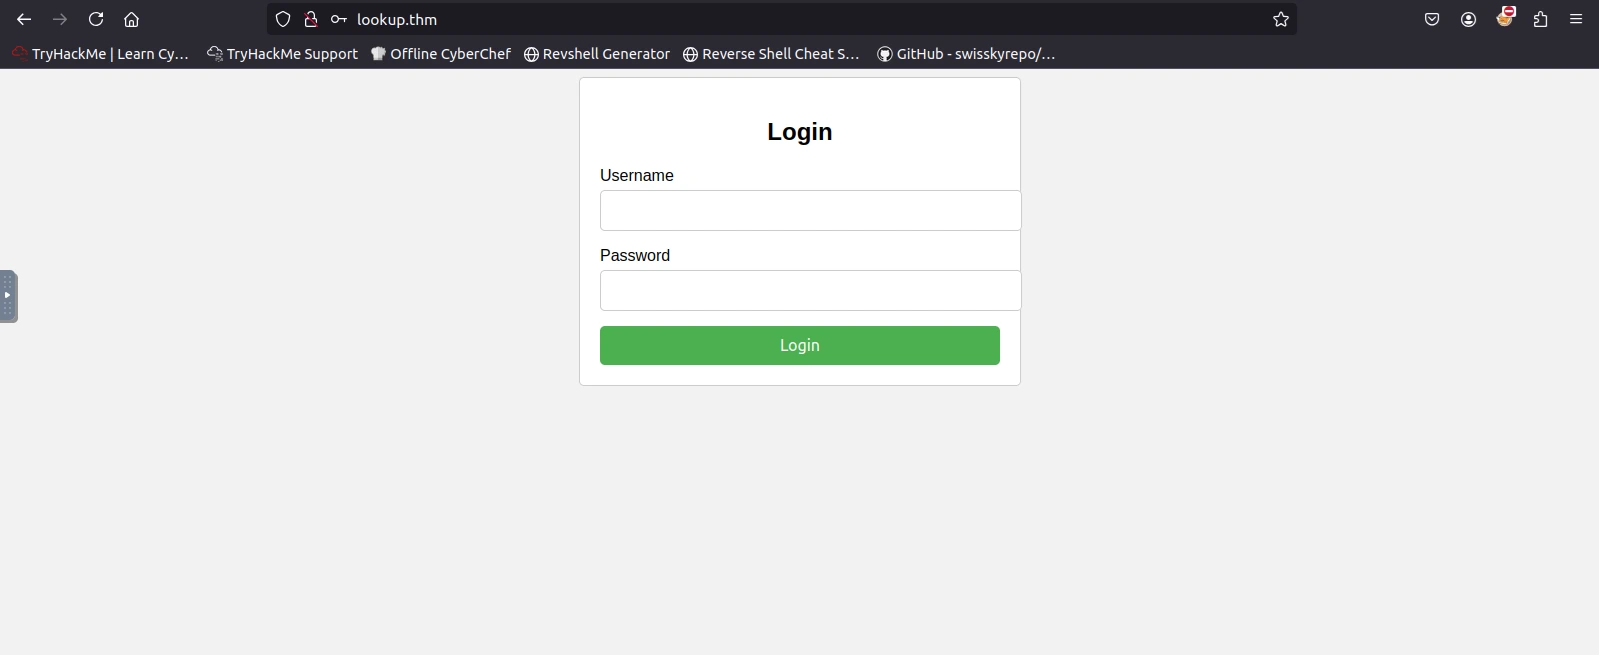 lookup.thm
TryHackMe | Learn Cy... TryHackMe Support Offline CyberChef Revshell Generator Reverse Shell Cheat S... GitHub - swisskyrepo/...
Login
Username
Password
Login